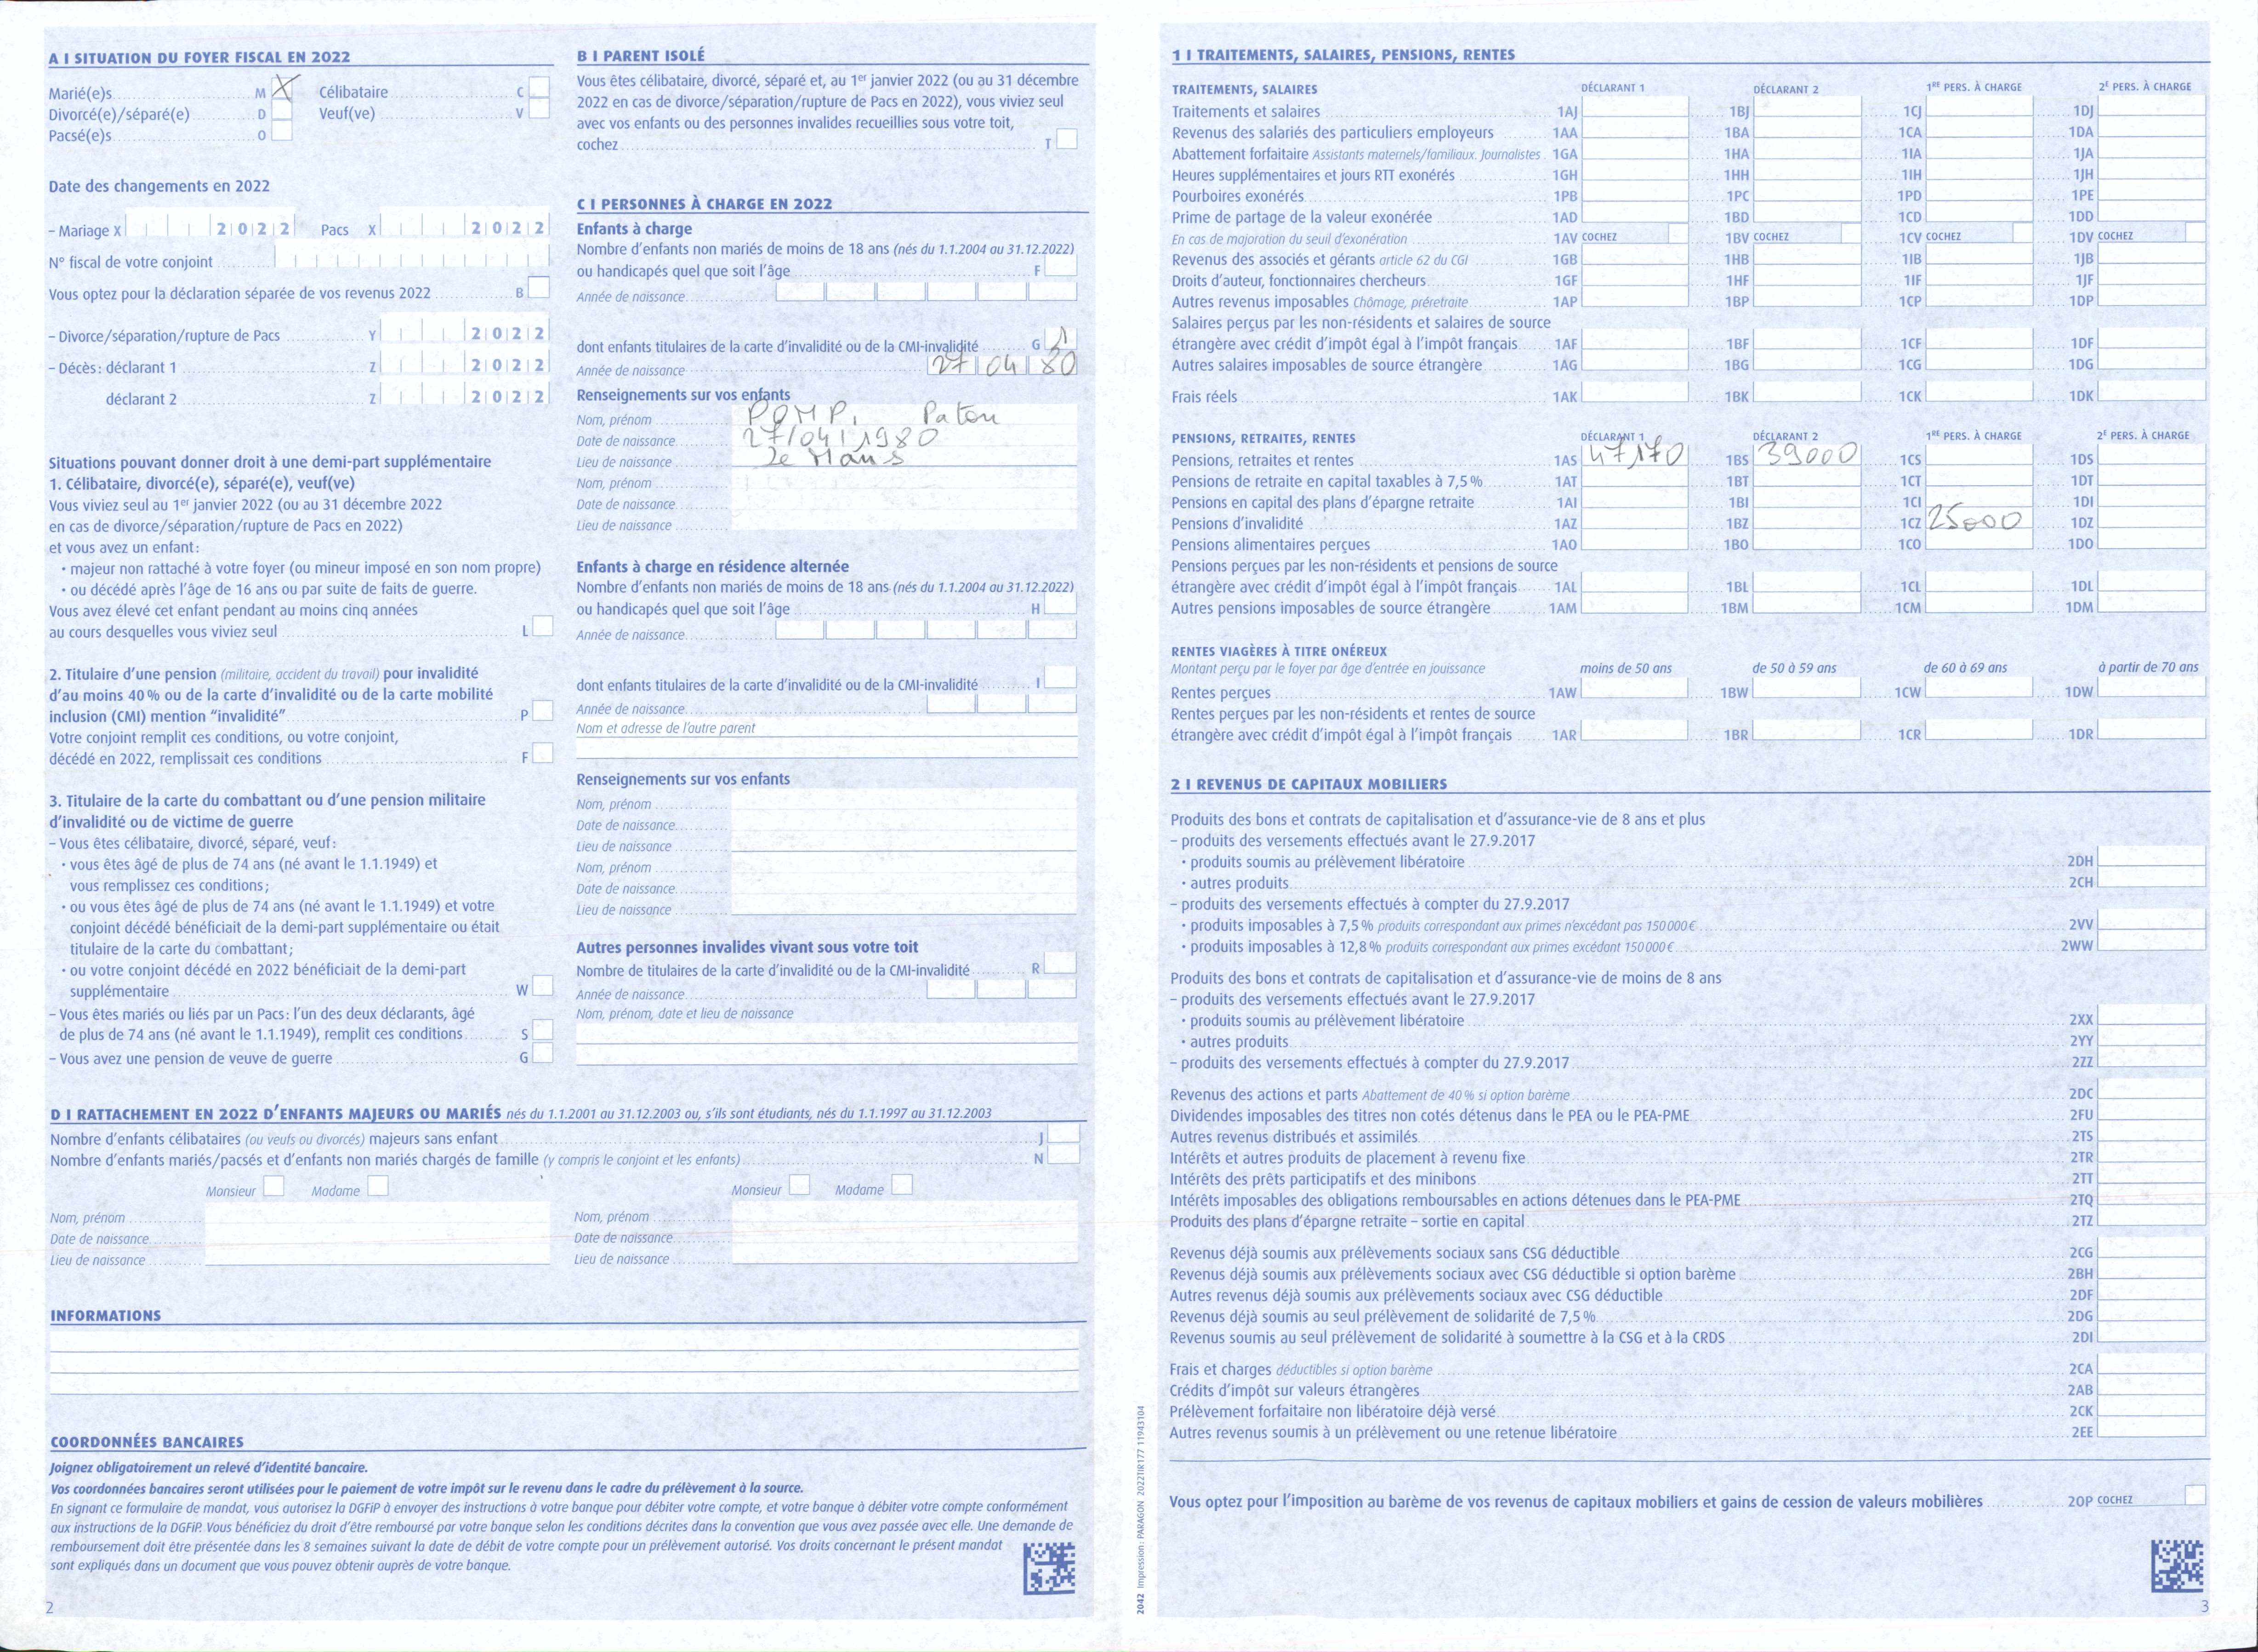 A I SITUATION DU FOYER FISCAL EN 2022
Marié(e)s M X Célibataire C
Divorcé(e)/séparé(e) D Veuf(ve) V
Pacsé(e)s O
Date des changements en 2022
– Mariage X 2022 Pacs X 2022
N° fiscal de votre conjoint
Vous optez pour la déclaration séparée de vos revenus 2022 B
– Divorce/séparation/rupture de Pacs Y 2022
– Décès : déclarant 1 Z 2022
déclarant 2 Z 2022
Situations pouvant donner droit à une demi-part supplémentaire
1. Célibataire, divorcé(e), séparé(e), veuf(ve)
Vous viviez seul au 1er janvier 2022 (ou au 31 décembre 2022
en cas de divorce/séparation/rupture de Pacs en 2022)
et vous avez un enfant :
• majeur non rattaché à votre foyer (ou mineur imposé en son nom propre)
• ou décédé après l'âge de 16 ans ou par suite de faits de guerre.
Vous avez élevé cet enfant pendant au moins cinq années
au cours desquelles vous viviez seul L
2. Titulaire d'une pension (militaire, accident du travail) pour invalidité
d'au moins 40 % ou de la carte d'invalidité ou de la carte mobilité
inclusion (CMI) mention “invalidité” P
Votre conjoint remplit ces conditions, ou votre conjoint,
décédé en 2022, remplissait ces conditions F
3. Titulaire de la carte du combattant ou d'une pension militaire
d'invalidité ou de victime de guerre
– Vous êtes célibataire, divorcé, séparé, veuf :
• vous êtes âgé de plus de 74 ans (né avant le 1.1.1949) et
vous remplissez ces conditions ;
• ou vous êtes âgé de plus de 74 ans (né avant le 1.1.1949) et votre
conjoint décédé bénéficiait de la demi-part supplémentaire ou était
titulaire de la carte du combattant ;
• ou votre conjoint décédé en 2022 bénéficiait de la demi-part
supplémentaire W
– Vous êtes mariés ou liés par un Pacs : l'un des deux déclarants, âgé
de plus de 74 ans (né avant le 1.1.1949), remplit ces conditions S
– Vous avez une pension de veuve de guerre G
B I PARENT ISOLÉ
Vous êtes célibataire, divorcé, séparé et, au 1er janvier 2022 (ou au 31 décembre
2022 en cas de divorce/séparation/rupture de Pacs en 2022), vous viviez seul
avec vos enfants ou des personnes invalides recueillies sous votre toit,
cochez T
C I PERSONNES À CHARGE EN 2022
Enfants à charge
Nombre d'enfants non mariés de moins de 18 ans (nés du 1.1.2004 au 31.12.2022)
ou handicapés quel que soit l'âge F
Année de naissance
dont enfants titulaires de la carte d'invalidité ou de la CMI-invalidité G 1
Année de naissance 27 04 80
Renseignements sur vos enfants
Nom, prénom POMP. Paton
Date de naissance 27/04/1980
Lieu de naissance Le Mans
Nom, prénom
Date de naissance
Lieu de naissance
Enfants à charge en résidence alternée
Nombre d'enfants non mariés de moins de 18 ans (nés du 1.1.2004 au 31.12.2022)
ou handicapés quel que soit l'âge H
Année de naissance
dont enfants titulaires de la carte d'invalidité ou de la CMI-invalidité I
Année de naissance
Nom et adresse de l'autre parent
Renseignements sur vos enfants
Nom, prénom
Date de naissance
Lieu de naissance
Nom, prénom
Date de naissance
Lieu de naissance
Autres personnes invalides vivant sous votre toit
Nombre de titulaires de la carte d'invalidité ou de la CMI-invalidité R
Année de naissance
Nom, prénom, date et lieu de naissance
D I RATTACHEMENT EN 2022 D'ENFANTS MAJEURS OU MARIÉS nés du 1.1.2001 au 31.12.2003 ou, s'ils sont étudiants, nés du 1.1.1997 au 31.12.2003
Nombre d'enfants célibataires (ou veufs ou divorcés) majeurs sans enfant J
Nombre d'enfants mariés/pacsés et d'enfants non mariés chargés de famille (y compris le conjoint et les enfants) N
Monsieur Madame Monsieur Madame
Nom, prénom Nom, prénom
Date de naissance Date de naissance
Lieu de naissance Lieu de naissance
INFORMATIONS
COORDONNÉES BANCAIRES
Joignez obligatoirement un relevé d'identité bancaire.
Vos coordonnées bancaires seront utilisées pour le paiement de votre impôt sur le revenu dans le cadre du prélèvement à la source.
En signant ce formulaire de mandat, vous autorisez la DGFiP à envoyer des instructions à votre banque pour débiter votre compte, et votre banque à débiter votre compte conformément
aux instructions de la DGFiP. Vous bénéficiez du droit d'être remboursé par votre banque selon les conditions décrites dans la convention que vous avez passée avec elle. Une demande de
remboursement doit être présentée dans les 8 semaines suivant la date de débit de votre compte pour un prélèvement autorisé. Vos droits concernant le présent mandat
sont expliqués dans un document que vous pouvez obtenir auprès de votre banque.
2
2042 Impression : PARAGON 2022TIR177 11943104
1 I TRAITEMENTS, SALAIRES, PENSIONS, RENTES
TRAITEMENTS, SALAIRES DÉCLARANT 1 DÉCLARANT 2 1RE PERS. À CHARGE 2E PERS. À CHARGE
Traitements et salaires 1AJ 1BJ 1CJ 1DJ
Revenus des salariés des particuliers employeurs 1AA 1BA 1CA 1DA
Abattement forfaitaire Assistants maternels/familiaux. Journalistes 1GA 1HA 1IA 1JA
Heures supplémentaires et jours RTT exonérés 1GH 1HH 1IH 1JH
Pourboires exonérés 1PB 1PC 1PD 1PE
Prime de partage de la valeur exonérée 1AD 1BD 1CD 1DD
En cas de majoration du seuil d'exonération 1AV COCHEZ 1BV COCHEZ 1CV COCHEZ 1DV COCHEZ
Revenus des associés et gérants article 62 du CGI 1GB 1HB 1IB 1JB
Droits d'auteur, fonctionnaires chercheurs 1GF 1HF 1IF 1JF
Autres revenus imposables Chômage, préretraite 1AP 1BP 1CP 1DP
Salaires perçus par les non-résidents et salaires de source
étrangère avec crédit d'impôt égal à l'impôt français 1AF 1BF 1CF 1DF
Autres salaires imposables de source étrangère 1AG 1BG 1CG 1DG
Frais réels 1AK 1BK 1CK 1DK
PENSIONS, RETRAITES, RENTES DÉCLARANT 1 DÉCLARANT 2 1RE PERS. À CHARGE 2E PERS. À CHARGE
Pensions, retraites et rentes 1AS 47170 1BS 39000 1CS 1DS
Pensions de retraite en capital taxables à 7,5 % 1AT 1BT 1CT 1DT
Pensions en capital des plans d'épargne retraite 1AI 1BI 1CI 1DI
Pensions d'invalidité 1AZ 1BZ 1CZ 25000 1DZ
Pensions alimentaires perçues 1AO 1BO 1CO 1DO
Pensions perçues par les non-résidents et pensions de source
étrangère avec crédit d'impôt égal à l'impôt français 1AL 1BL 1CL 1DL
Autres pensions imposables de source étrangère 1AM 1BM 1CM 1DM
RENTES VIAGÈRES À TITRE ONÉREUX
Montant perçu par le foyer par âge d'entrée en jouissance moins de 50 ans de 50 à 59 ans de 60 à 69 ans à partir de 70 ans
Rentes perçues 1AW 1BW 1CW 1DW
Rentes perçues par les non-résidents et rentes de source
étrangère avec crédit d'impôt égal à l'impôt français 1AR 1BR 1CR 1DR
2 I REVENUS DE CAPITAUX MOBILIERS
Produits des bons et contrats de capitalisation et d'assurance-vie de 8 ans et plus
– produits des versements effectués avant le 27.9.2017
• produits soumis au prélèvement libératoire 2DH
• autres produits 2CH
– produits des versements effectués à compter du 27.9.2017
• produits imposables à 7,5 % produits correspondant aux primes n'excédant pas 150 000 € 2VV
• produits imposables à 12,8 % produits correspondant aux primes excédant 150 000 € 2WW
Produits des bons et contrats de capitalisation et d'assurance-vie de moins de 8 ans
– produits des versements effectués avant le 27.9.2017
• produits soumis au prélèvement libératoire 2XX
• autres produits 2YY
– produits des versements effectués à compter du 27.9.2017 2ZZ
Revenus des actions et parts Abattement de 40 % si option barème 2DC
Dividendes imposables des titres non cotés détenus dans le PEA ou le PEA-PME 2FU
Autres revenus distribués et assimilés 2TS
Intérêts et autres produits de placement à revenu fixe 2TR
Intérêts des prêts participatifs et des minibons 2TT
Intérêts imposables des obligations remboursables en actions détenues dans le PEA-PME 2TQ
Produits des plans d'épargne retraite – sortie en capital 2TZ
Revenus déjà soumis aux prélèvements sociaux sans CSG déductible 2CG
Revenus déjà soumis aux prélèvements sociaux avec CSG déductible si option barème 2BH
Autres revenus déjà soumis aux prélèvements sociaux avec CSG déductible 2DF
Revenus déjà soumis au seul prélèvement de solidarité de 7,5 % 2DG
Revenus soumis au seul prélèvement de solidarité à soumettre à la CSG et à la CRDS 2DI
Frais et charges déductibles si option barème 2CA
Crédits d'impôt sur valeurs étrangères 2AB
Prélèvement forfaitaire non libératoire déjà versé 2CK
Autres revenus soumis à un prélèvement ou une retenue libératoire 2EE
Vous optez pour l'imposition au barème de vos revenus de capitaux mobiliers et gains de cession de valeurs mobilières 2OP COCHEZ
3